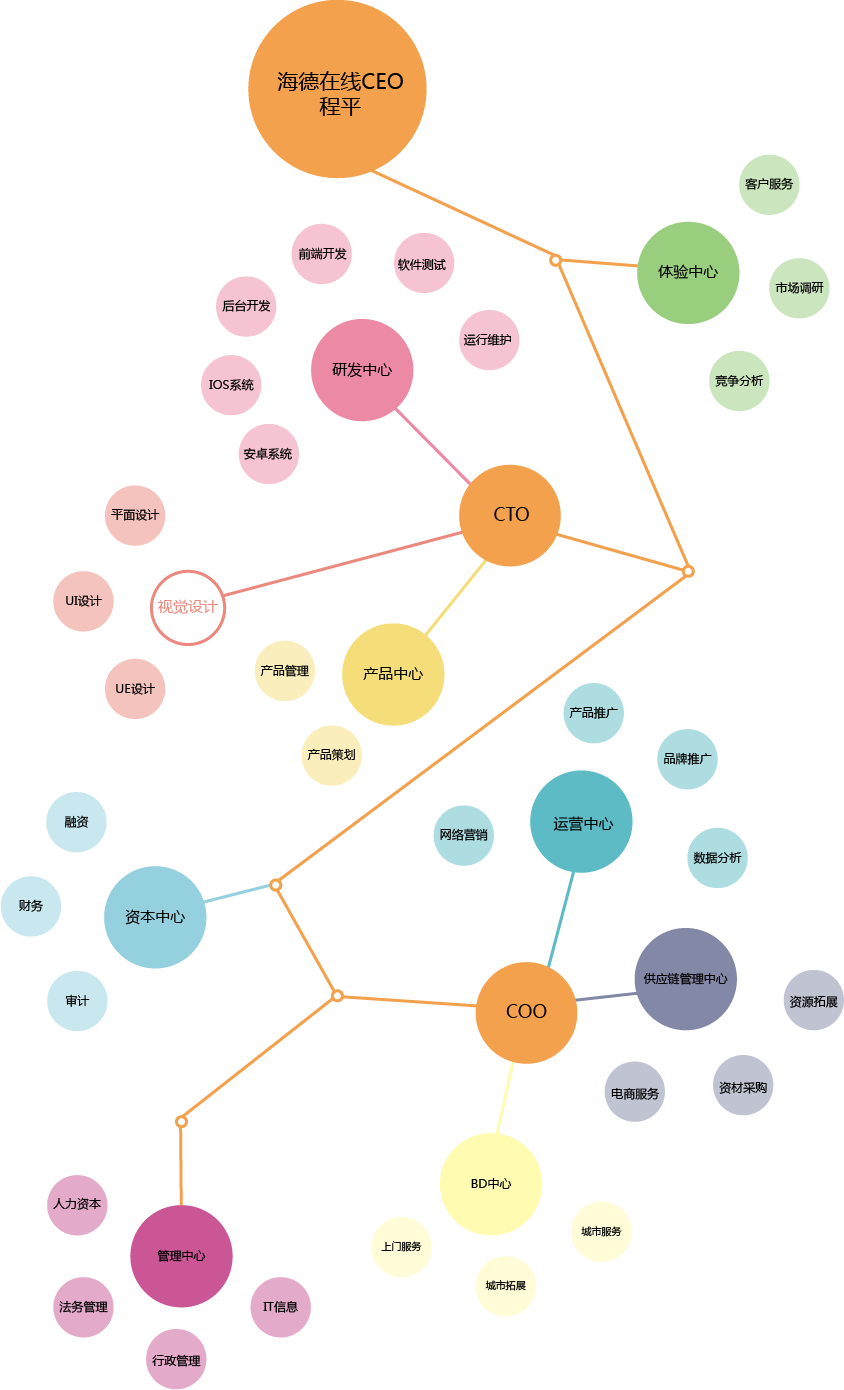 海德在线CEO
程平
客户服务
体验中心
市场调研
竞争分析
前端开发
软件测试
后台开发
运行维护
研发中心
IOS系统
安卓系统
CTO
平面设计
UI设计
视觉设计
UE设计
产品管理
产品中心
产品策划
产品推广
品牌推广
运营中心
网络营销
数据分析
融资
财务
资本中心
审计
COO
供应链管理中心
资源拓展
电商服务
资材采购
BD中心
上门服务
城市服务
城市拓展
人力资本
管理中心
法务管理
IT信息
行政管理